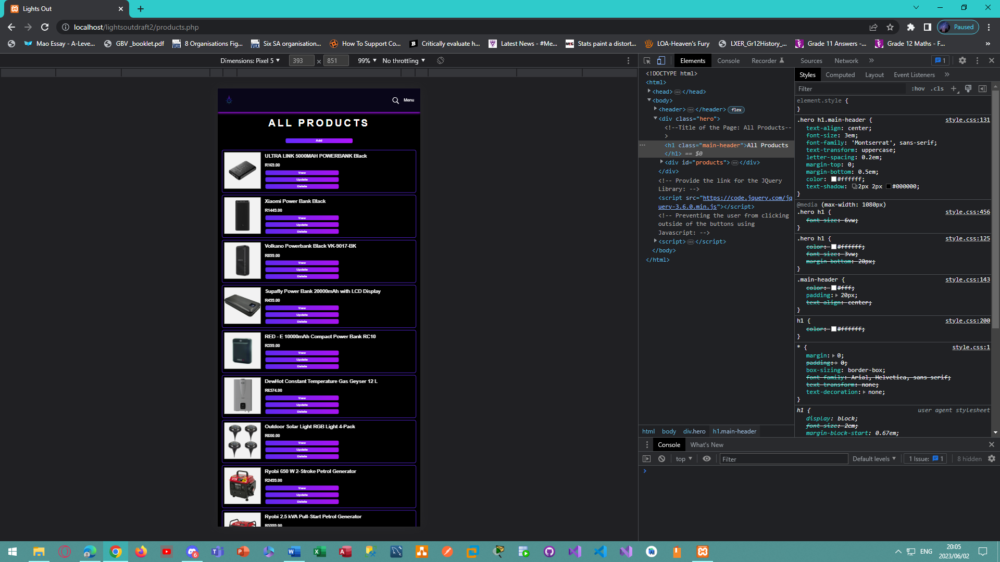 Lights Out
localhost/lightsoutdraft2/products.php
Paused
Mao Essay - A-Leve...
GBV _booklet.pdf
8 Organisations Fig...
Six SA organisation...
How To Support Co...
Critically evaluate h...
Latest News - #Me...
Stats paint a distort...
LOA-Heaven's Fury
LXER_Gr12History_...
Grade 11 Answers -...
Grade 12 Maths - F...
»
Dimensions: Pixel 5 393 × 851 99% No throttling
Menu
ALL PRODUCTS
Add
ULTRA LINK 5000MAH POWERBANK Black
R169.00
View
Update
Delete
Xiaomi Power Bank Black
R1449.00
View
Update
Delete
Volkano Powerbank Black VK-9017-BK
R899.00
View
Update
Delete
Supafly Power Bank 20000mAh with LCD Display
R499.00
View
Update
Delete
RED - E 10000mAh Compact Power Bank RC10
R399.00
View
Update
Delete
DewHot Constant Temperature Gas Geyser 12 L
R6374.00
View
Update
Delete
Outdoor Solar Light RGB Light 4-Pack
R600.00
View
Update
Delete
Ryobi 650 W 2-Stroke Petrol Generator
R2499.00
View
Update
Delete
Ryobi 2.5 kVA Pull-Start Petrol Generator
R5999.00
Elements Console Recorder Sources Network » 1
<!DOCTYPE html>
<html>
<head>…</head>
<body>
<header>…</header> flex
<div class="hero">
<!--Title of the Page: All Products--
>
<h1 class="main-header">All Products
</h1> == $0
<div id="products">…</div>
</div>
<!-- Provide the link for the JQuery
Library: -->
<script src="https://code.jquery.com/jq
uery-3.6.0.min.js"></script>
<!-- Preventing the user from clicking
outside of the buttons using
Javascript: -->
<script>…</script>
</body>
</html>
html body div.hero h1.main-header
Styles Computed Layout Event Listeners »
Filter :hov .cls +
element.style {
}
.hero h1.main-header { style.css:131
text-align: center;
font-size: 3em;
font-family: 'Montserrat', sans-serif;
text-transform: uppercase;
letter-spacing: 0.2em;
margin-top: 0;
margin-bottom: 0.5em;
color: #ffffff;
text-shadow: 2px 2px #000000;
}
@media (max-width: 1080px)
.hero h1 { style.css:456
font-size: 6vw;
}
.hero h1 { style.css:125
color: #ffffff;
font-size: 3vw;
margin-bottom: 20px;
}
.main-header { style.css:143
color: #fff;
padding: 20px;
text-align: center;
}
h1 { style.css:200
color: #ffffff;
}
* { style.css:1
margin: 0;
padding: 0;
box-sizing: border-box;
font-family: Arial, Helvetica, sans-serif;
text-transform: none;
text-decoration: none;
}
h1 { user agent stylesheet
display: block;
font-size: 2em;
margin-block-start: 0.67em;
Console What's New
top Filter Default levels 1 Issue: 1 8 hidden
>
6
ENG
20:05
2023/06/02